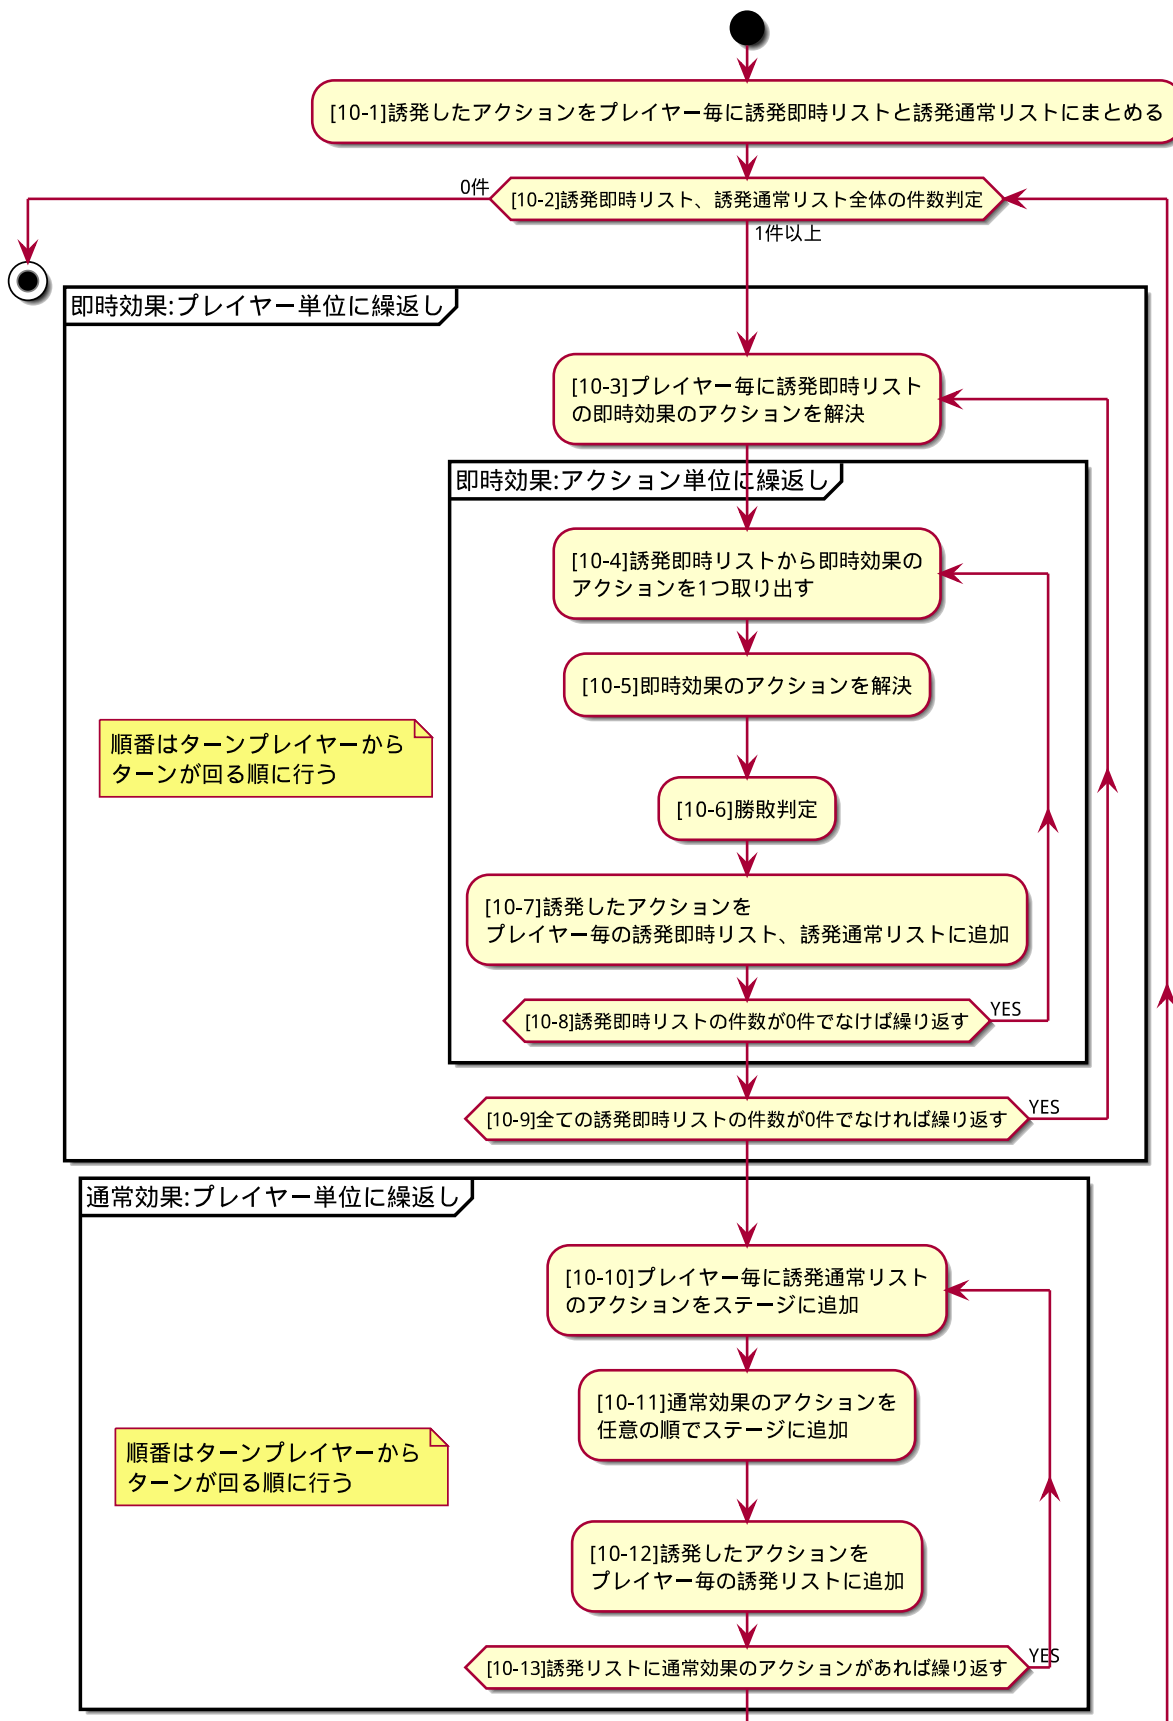 [10-1]誘発したアクションをプレイヤー毎に誘発即時リストと誘発通常リストにまとめる
0件
[10-2]誘発即時リスト、誘発通常リスト全体の件数判定
1件以上
即時効果:プレイヤー単位に繰返し
[10-3]プレイヤー毎に誘発即時リスト
の即時効果のアクションを解決
即時効果:アクション単位に繰返し
[10-4]誘発即時リストから即時効果の
アクションを1つ取り出す
[10-5]即時効果のアクションを解決
順番はターンプレイヤーから
ターンが回る順に行う
[10-6]勝敗判定
[10-7]誘発したアクションを
プレイヤー毎の誘発即時リスト、誘発通常リストに追加
[10-8]誘発即時リストの件数が0件でなけば繰り返す
YES
[10-9]全ての誘発即時リストの件数が0件でなければ繰り返す
YES
通常効果:プレイヤー単位に繰返し
[10-10]プレイヤー毎に誘発通常リスト
のアクションをステージに追加
[10-11]通常効果のアクションを
任意の順でステージに追加
順番はターンプレイヤーから
ターンが回る順に行う
[10-12]誘発したアクションを
プレイヤー毎の誘発リストに追加
[10-13]誘発リストに通常効果のアクションがあれば繰り返す
YES